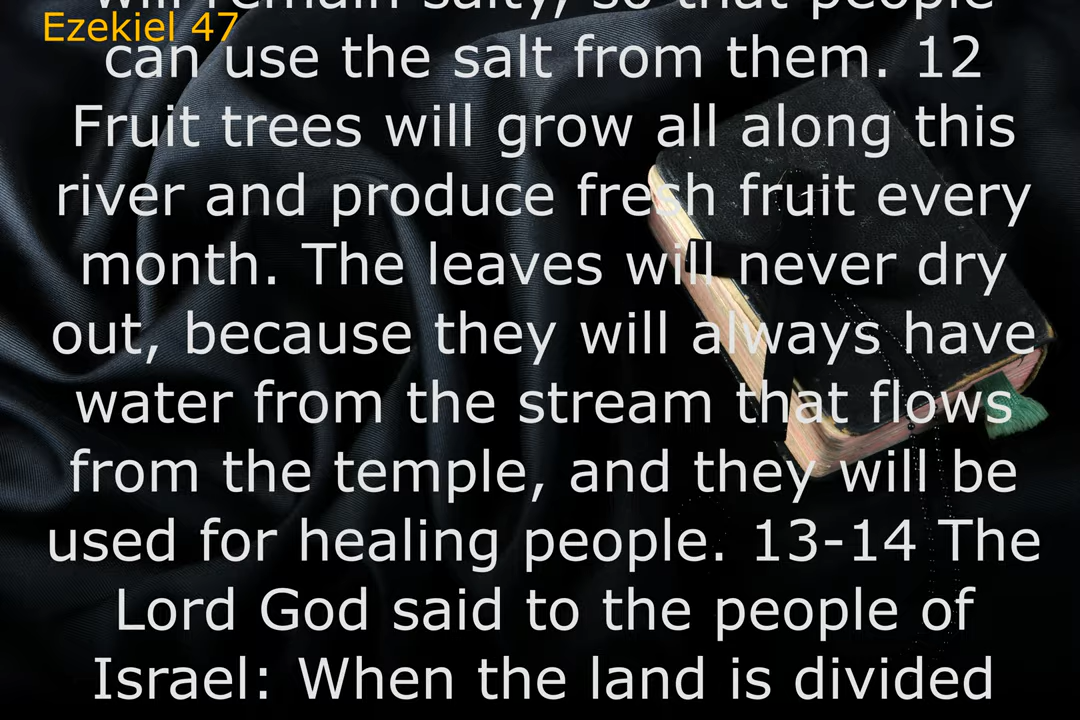 will remain salty, so that people
Ezekiel 47
can use the salt from them. 12
Fruit trees will grow all along this
river and produce fresh fruit every
month. The leaves will never dry
out, because they will always have
water from the stream that flows
from the temple, and they will be
used for healing people. 13-14 The
Lord God said to the people of
Israel: When the land is divided